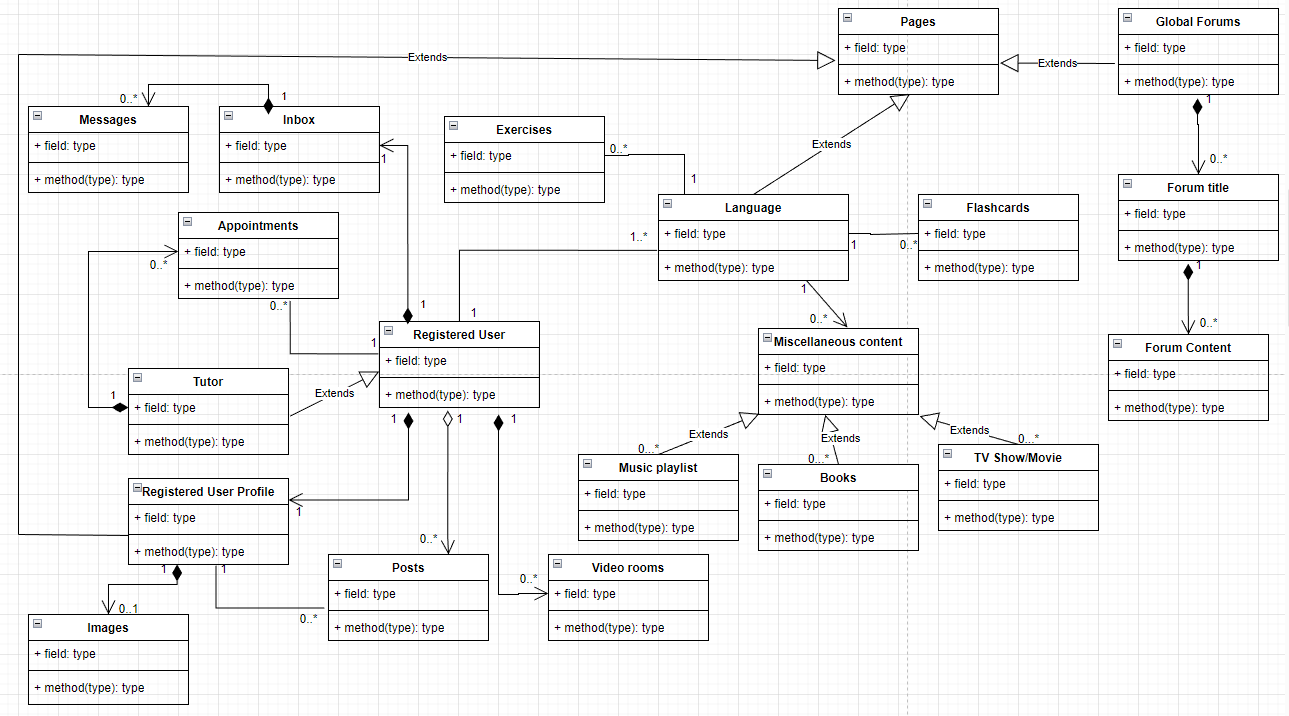 Pages
+ field: type
+ method(type): type
Global Forums
+ field: type
+ method(type): type
Extends
Extends
0..*
1
1
Messages
+ field: type
+ method(type): type
Inbox
+ field: type
+ method(type): type
1
Exercises
+ field: type
+ method(type): type
0..*
1
Extends
0..*
Forum title
+ field: type
+ method(type): type
1
Language
+ field: type
+ method(type): type
1..*
1
0..*
1
Flashcards
+ field: type
+ method(type): type
Appointments
+ field: type
+ method(type): type
0..*
0..*
1
1
1
Registered User
+ field: type
+ method(type): type
0..*
Miscellaneous content
+ field: type
+ method(type): type
0..*
Forum Content
+ field: type
+ method(type): type
Tutor
+ field: type
+ method(type): type
1
Extends
1
1
1
Extends
0..*
Extends
0..*
Extends
0..*
Music playlist
+ field: type
+ method(type): type
Books
+ field: type
+ method(type): type
TV Show/Movie
+ field: type
+ method(type): type
Registered User Profile
+ field: type
+ method(type): type
1
1
1
0..*
0..*
Posts
+ field: type
+ method(type): type
0..*
Video rooms
+ field: type
+ method(type): type
0..1
Images
+ field: type
+ method(type): type